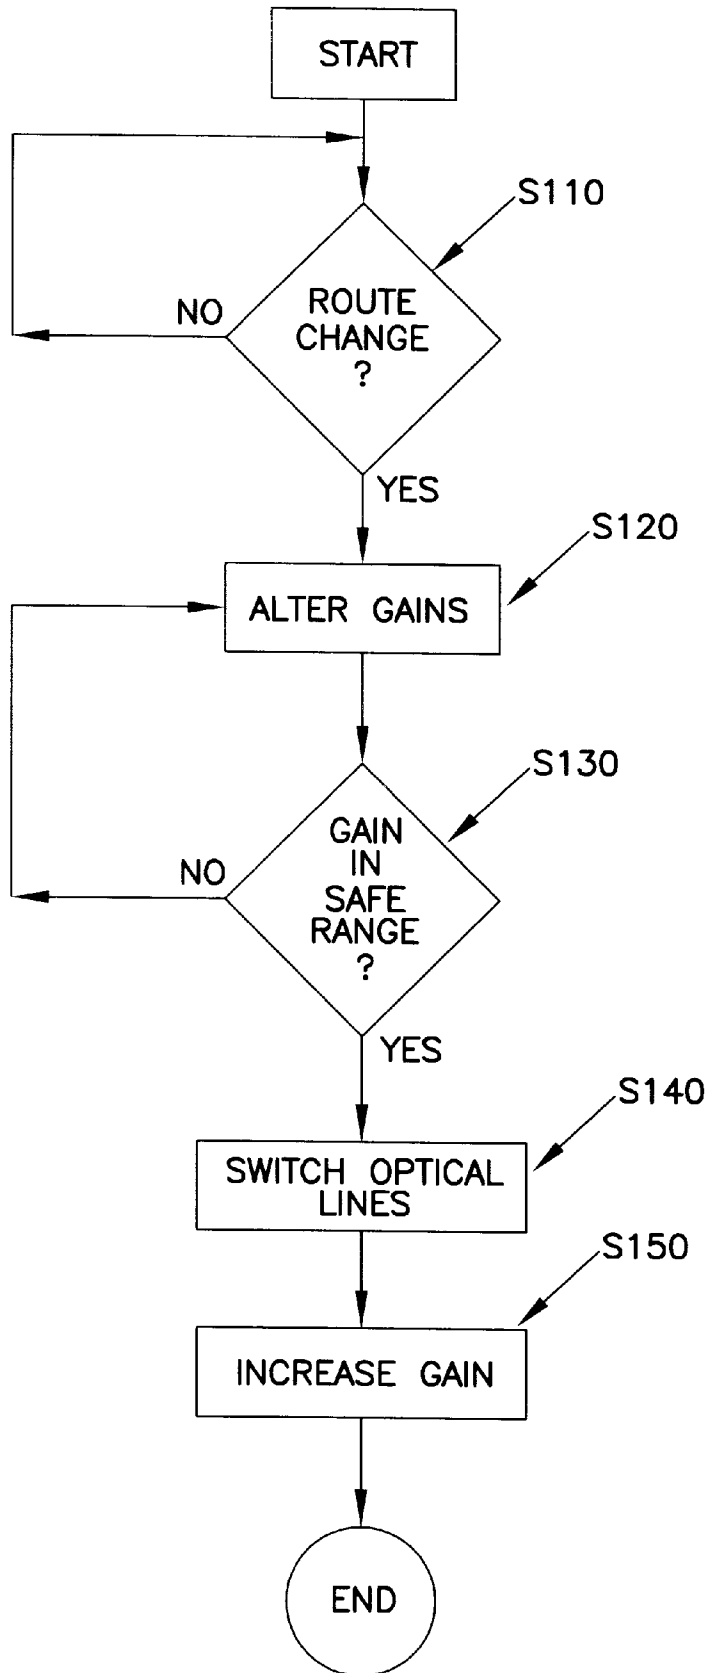 START
S110
ROUTE
CHANGE
?
NO
YES
S120
ALTER GAINS
S130
GAIN
IN
SAFE
RANGE
?
NO
YES
S140
SWITCH OPTICAL
LINES
S150
INCREASE GAIN
END